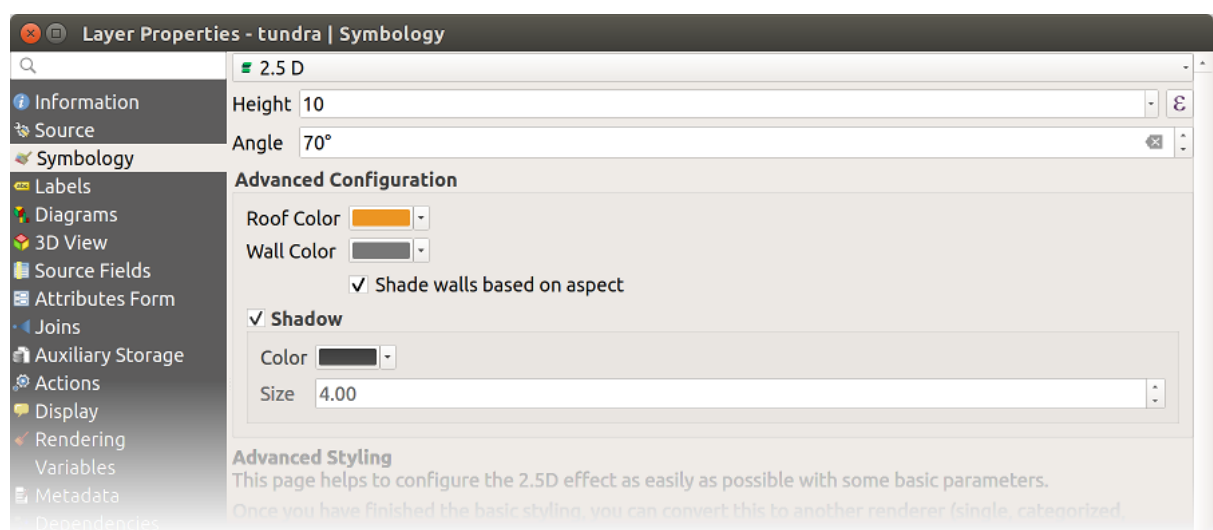 Layer Properties - tundra | Symbology
2.5 D
Information
Height 10 ε
Source
Angle 70°
Symbology
Advanced Configuration
Labels
Diagrams
Roof Color
3D View
Wall Color
Source Fields
Shade walls based on aspect
Attributes Form
Joins
Shadow
Auxiliary Storage
Color
Actions
Size 4.00
Display
Rendering
Advanced Styling
Variables
This page helps to configure the 2.5D effect as easily as possible with some basic parameters.
Metadata
Once you have finished the basic styling, you can convert this to another renderer (single, categorized,
Dependencies